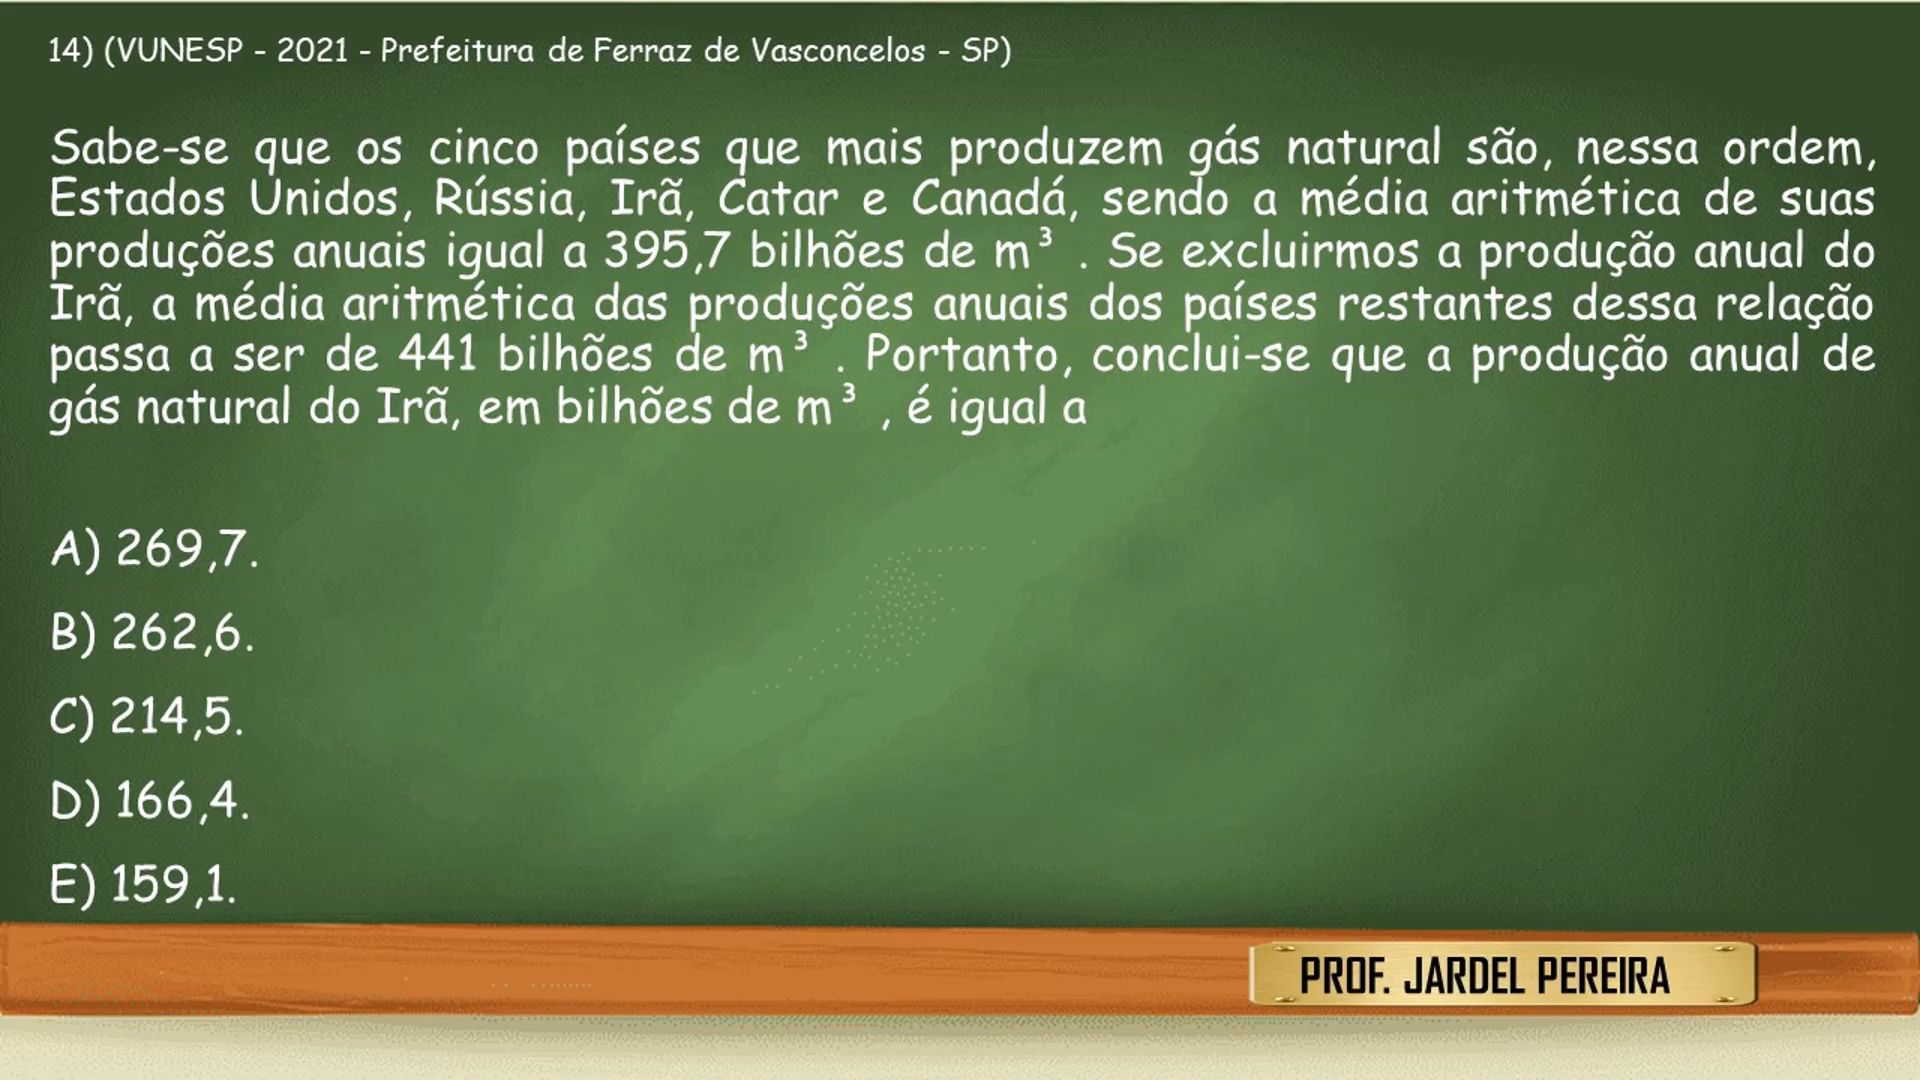 14) (VUNESP - 2021 - Prefeitura de Ferraz de Vasconcelos - SP)
Sabe-se que os cinco países que mais produzem gás natural são, nessa ordem,
Estados Unidos, Rússia, Irã, Catar e Canadá, sendo a média aritmética de suas
produções anuais igual a 395,7 bilhões de m³ . Se excluirmos a produção anual do
Irã, a média aritmética das produções anuais dos países restantes dessa relação
passa a ser de 441 bilhões de m³ . Portanto, conclui-se que a produção anual de
gás natural do Irã, em bilhões de m³ , é igual a
A) 269,7.
B) 262,6.
C) 214,5.
D) 166,4.
E) 159,1.
PROF. JARDEL PEREIRA